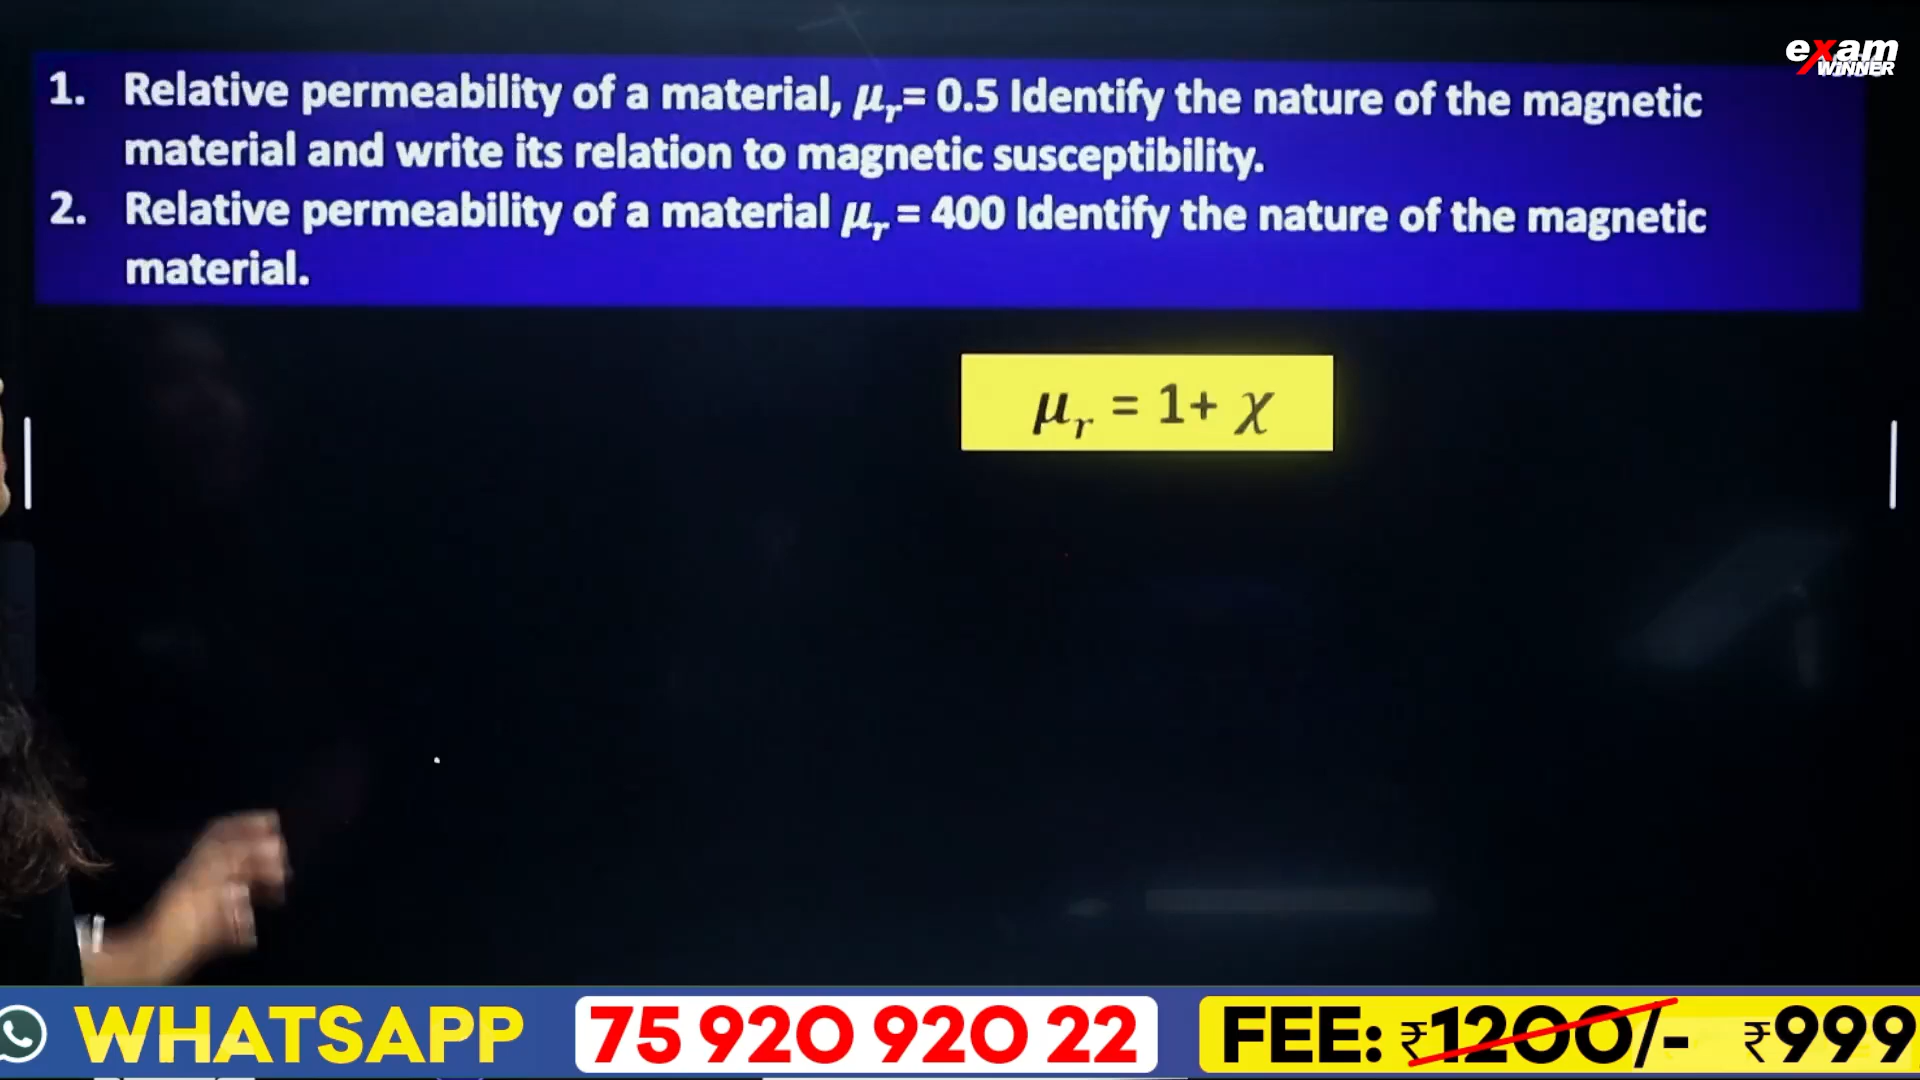 exam
WINNER
1. Relative permeability of a material, μr= 0.5 Identify the nature of the magnetic
material and write its relation to magnetic susceptibility.
2. Relative permeability of a material μr = 400 Identify the nature of the magnetic
material.
μr = 1+ χ
WHATSAPP 75 920 920 22 FEE: ₹1200/- ₹999